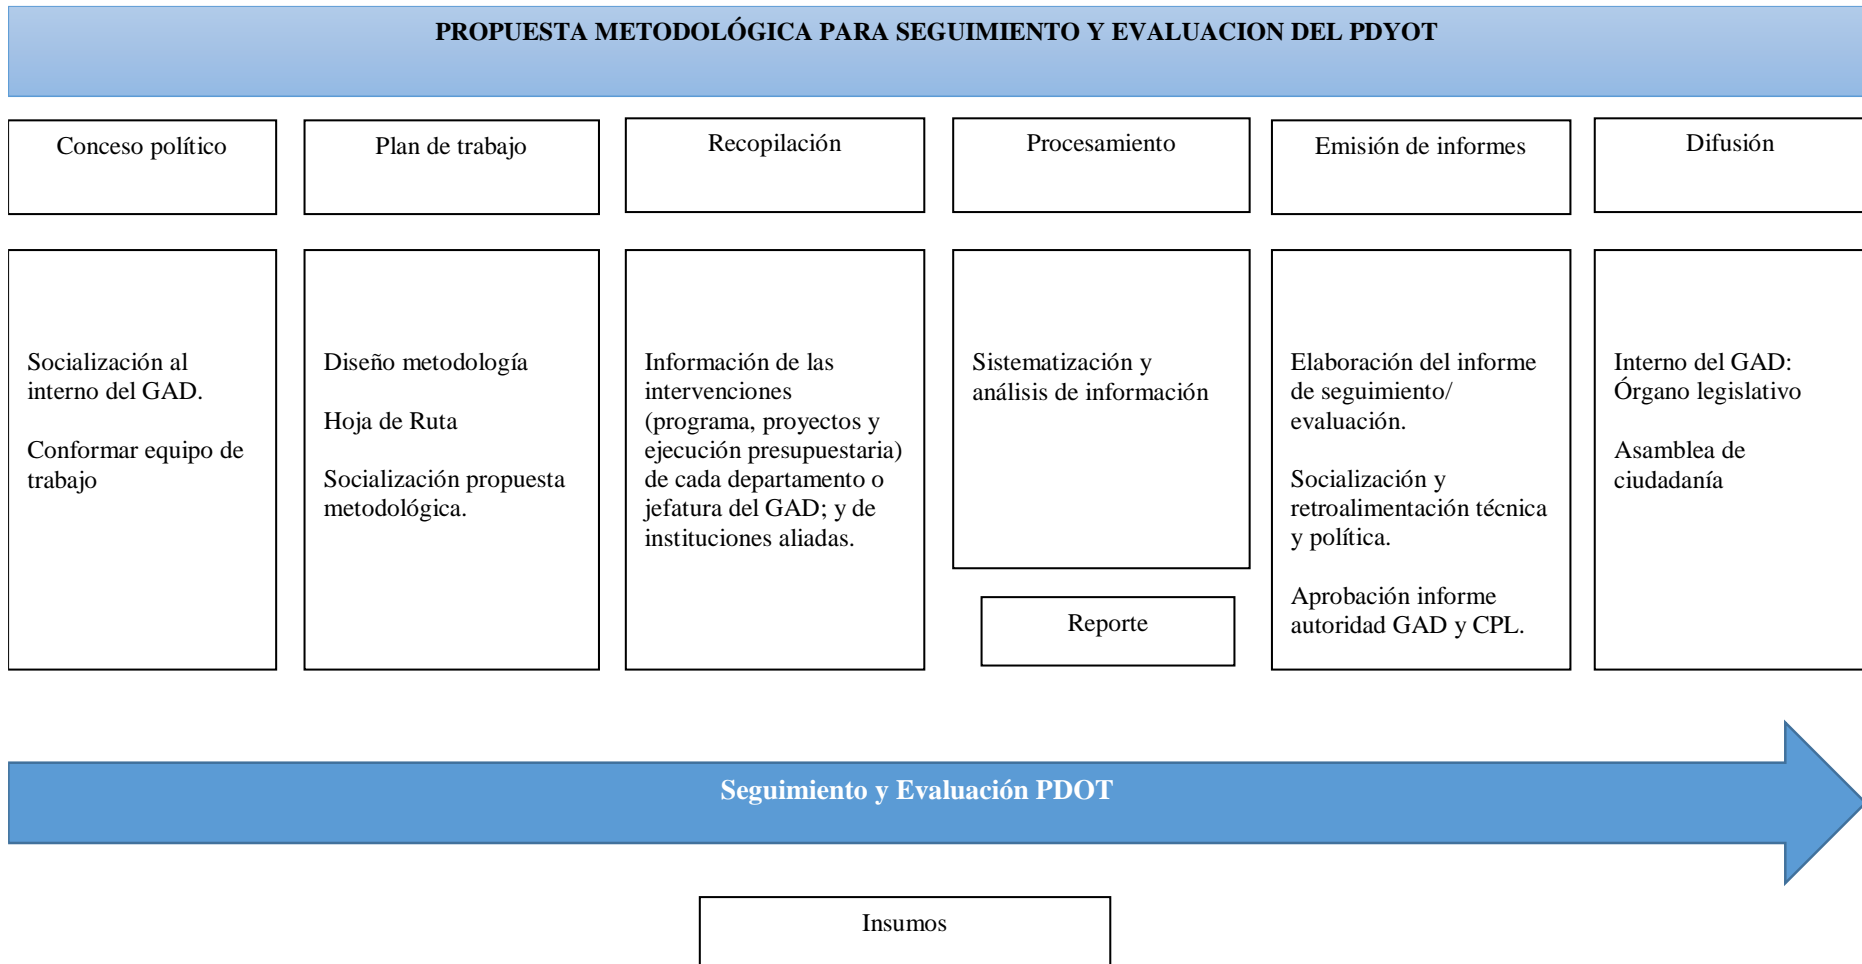 PROPUESTA METODOLÓGICA PARA SEGUIMIENTO Y EVALUACION DEL PDYOT
Conceso político
Plan de trabajo
Recopilación
Procesamiento
Emisión de informes
Difusión
Socialización al
interno del GAD.
Conformar equipo de
trabajo
Diseño metodología
Hoja de Ruta
Socialización propuesta
metodológica.
Información de las
intervenciones
(programa, proyectos y
ejecución presupuestaria)
de cada departamento o
jefatura del GAD; y de
instituciones aliadas.
Sistematización y
análisis de información
Reporte
Elaboración del informe
de seguimiento/
evaluación.
Socialización y
retroalimentación técnica
y política.
Aprobación informe
autoridad GAD y CPL.
Interno del GAD:
Órgano legislativo
Asamblea de
ciudadanía
Seguimiento y Evaluación PDOT
Insumos